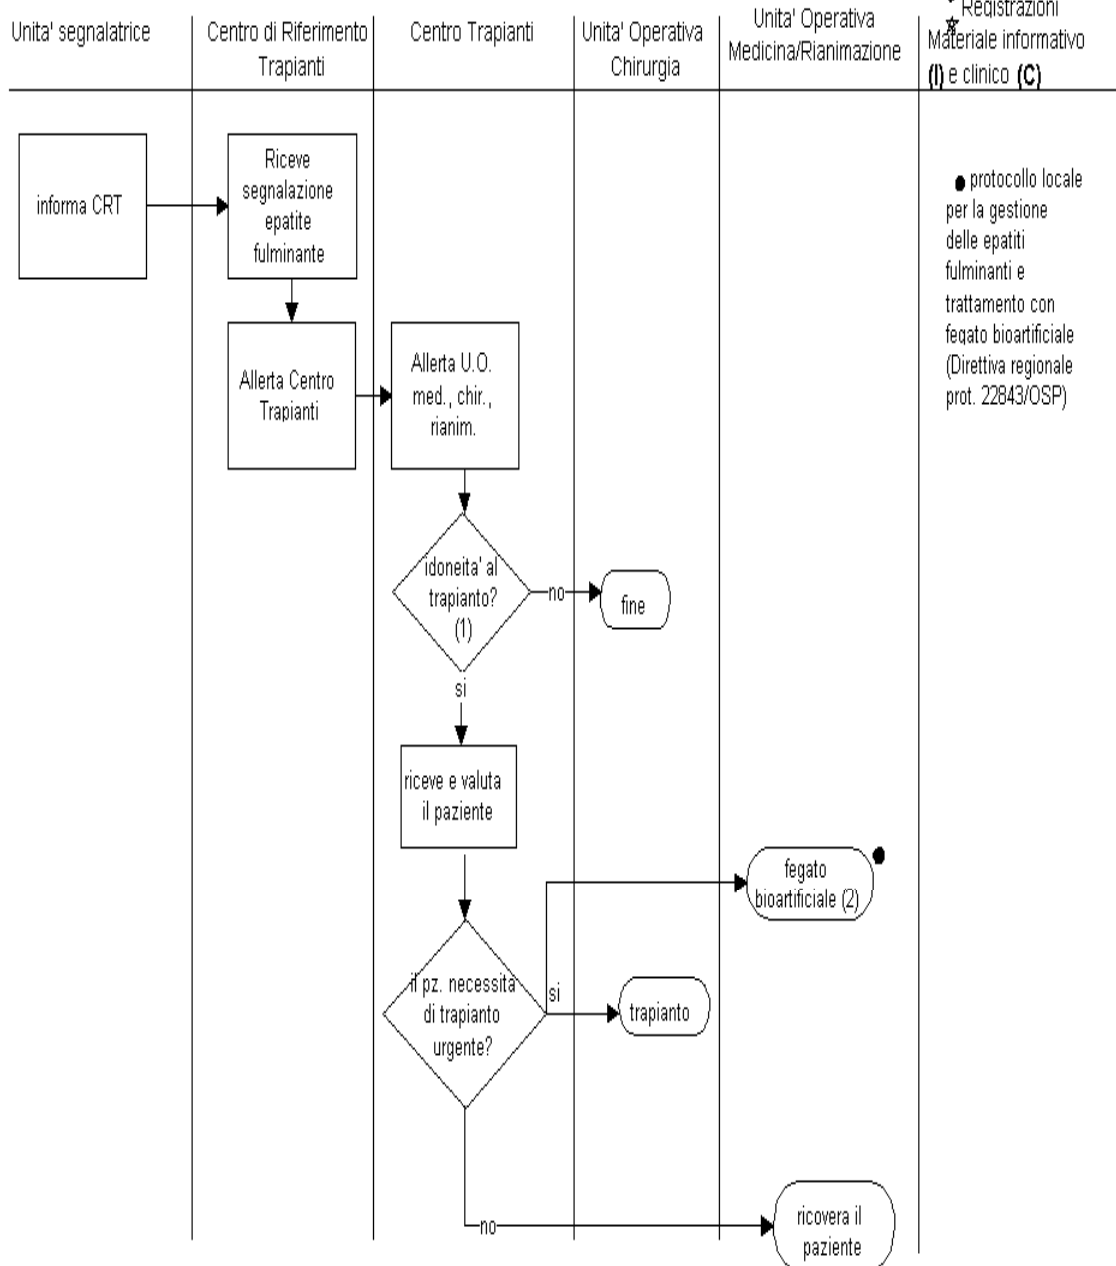 Unita' segnalatrice
Centro di Riferimento
Trapianti
Centro Trapianti
Unita' Operativa
Chirurgia
Unita' Operativa
Medicina/Rianimazione
Registrazioni
Materiale informativo
(I) e clinico (C)
informa CRT
Riceve
segnalazione
epatite
fulminante
● protocollo locale
per la gestione
delle epatiti
fulminanti e
trattamento con
fegato bioartificiale
(Direttiva regionale
prot. 22843/OSP)
Allerta Centro
Trapianti
Allerta U.O.
med., chir.,
rianim.
idoneita' al
trapianto?
(1)
no
fine
si
riceve e valuta
il paziente
fegato
bioartificiale (2)
il pz. necessita
di trapianto
urgente?
si
trapianto
no
ricovera il
paziente